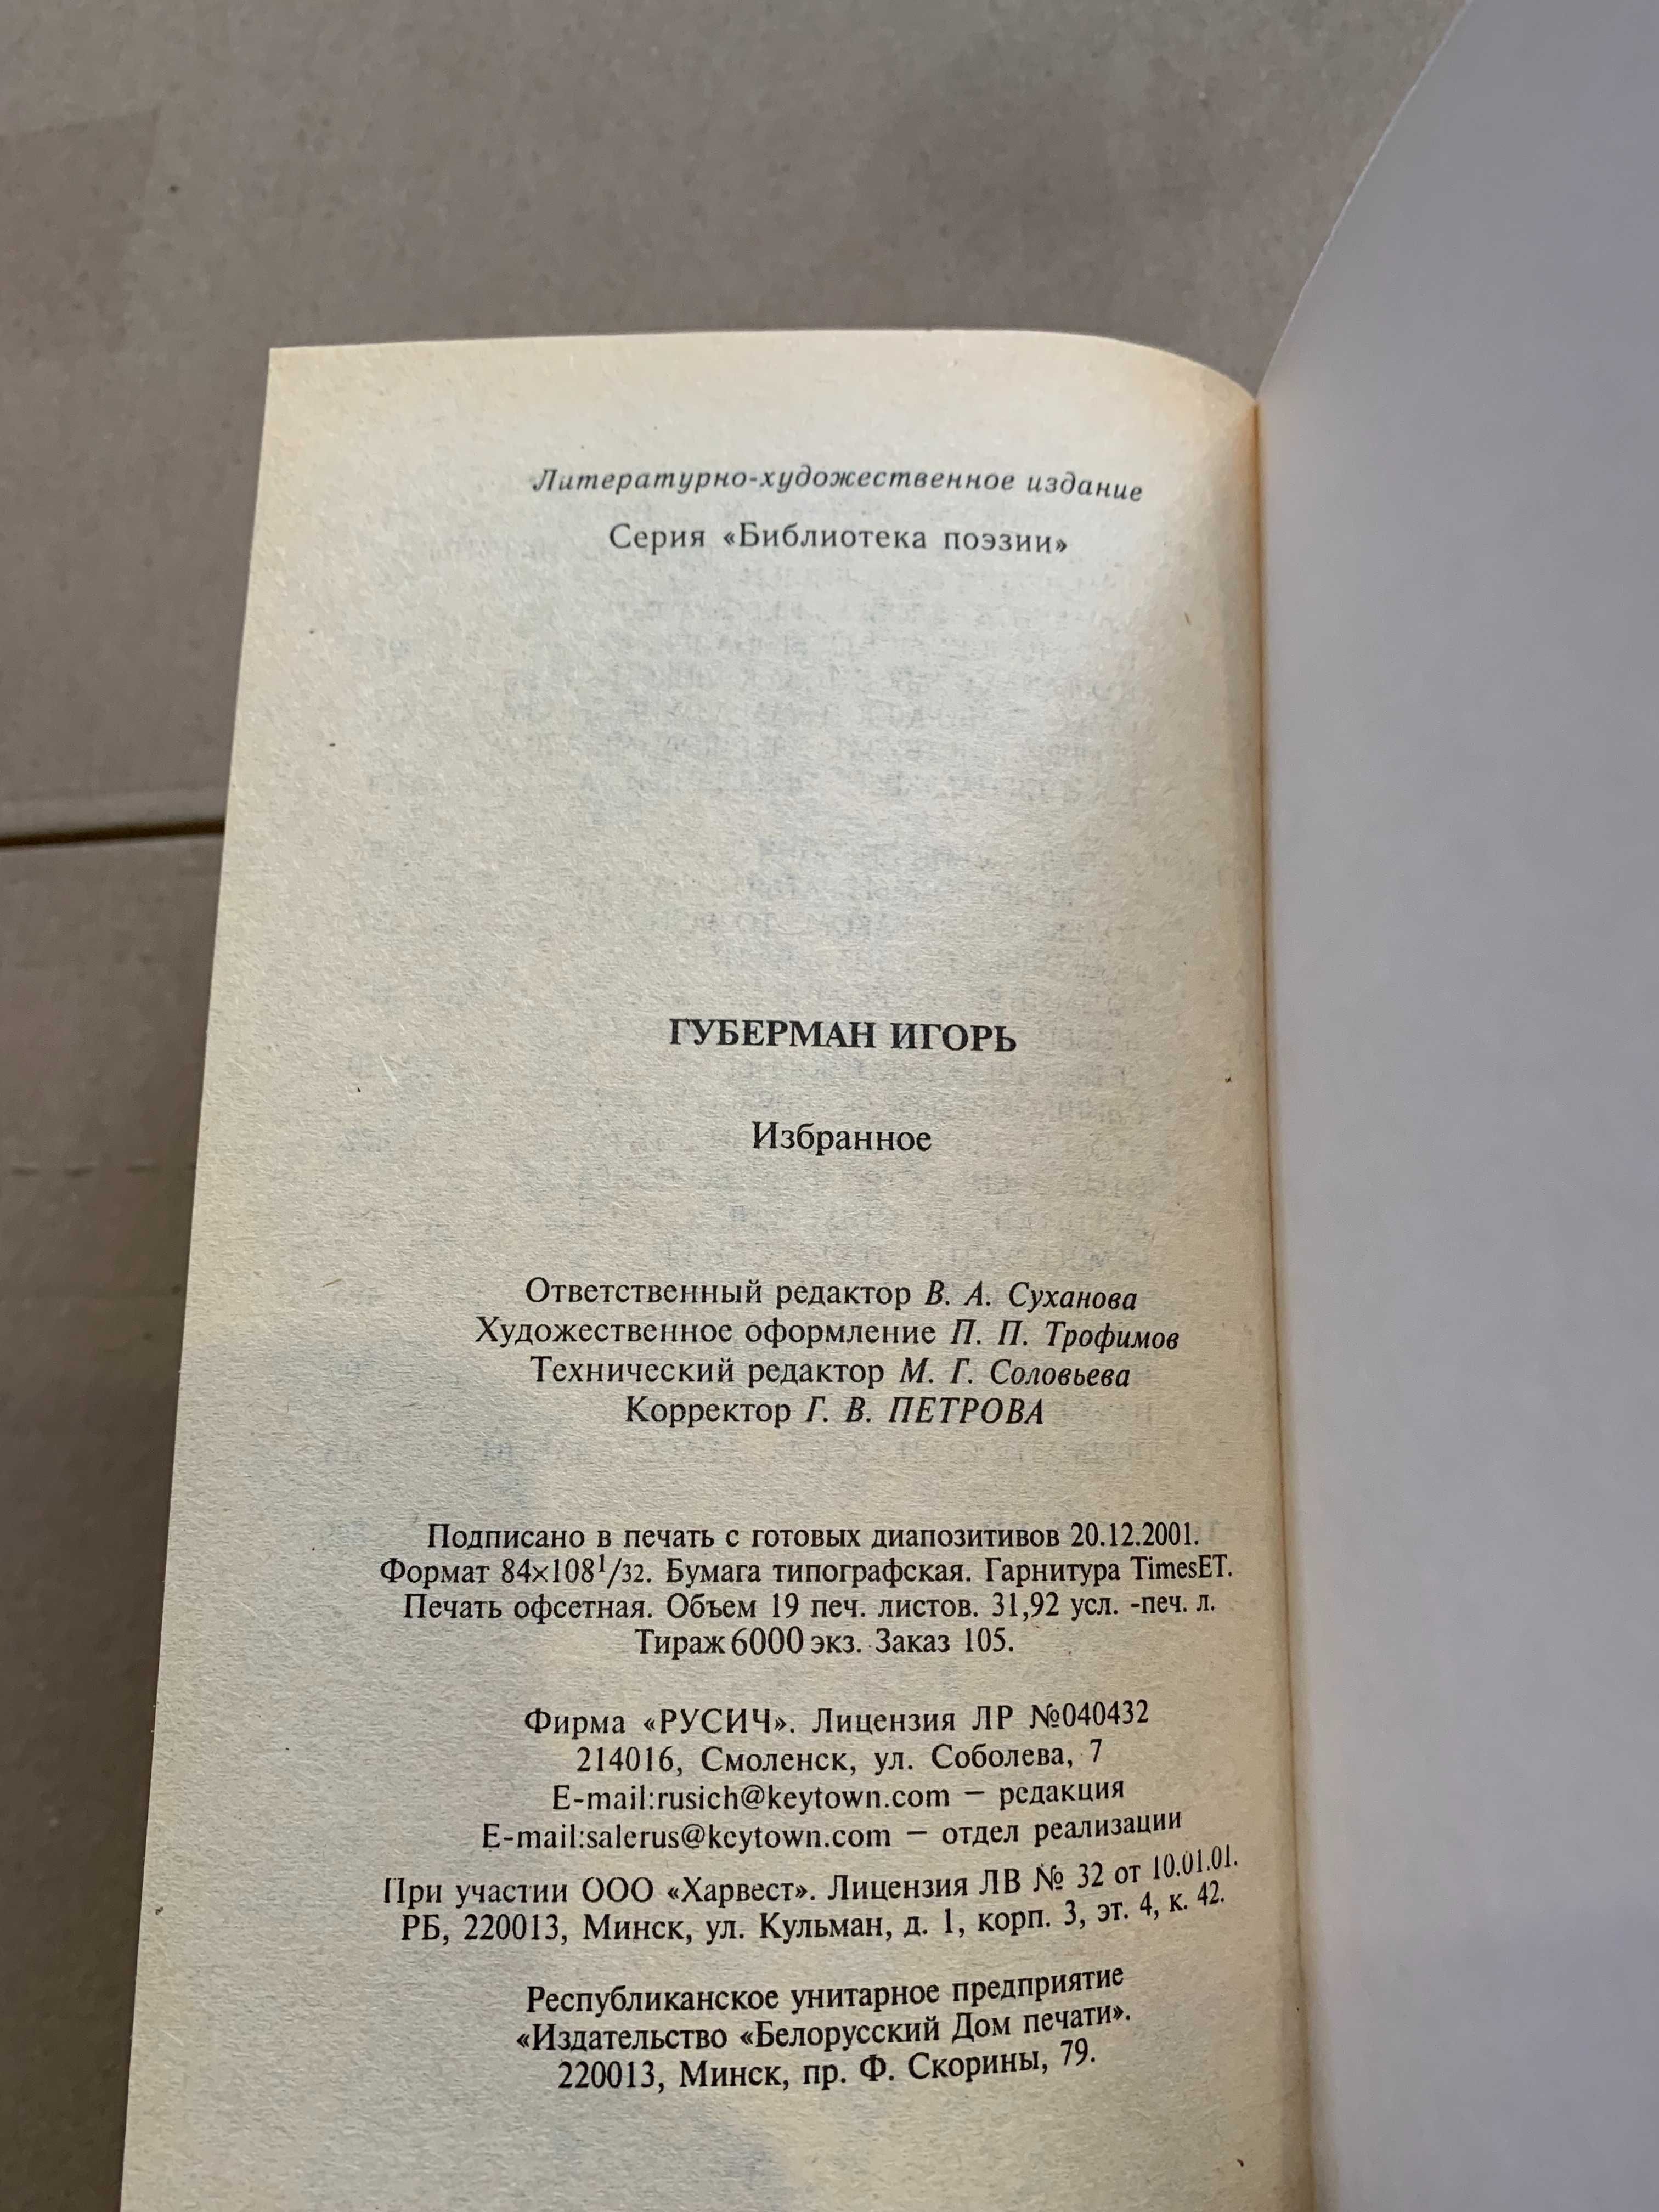 Литературно-художественное издание
Серия «Библиотека поэзии»
ГУБЕРМАН ИГОРЬ
Избранное
Ответственный редактор В. А. Суханова
Художественное оформление П. П. Трофимов
Технический редактор М. Г. Соловьева
Корректор Г. В. ПЕТРОВА
Подписано в печать с готовых диапозитивов 20.12.2001.
Формат 84×108¹/32. Бумага типографская. Гарнитура TimesET.
Печать офсетная. Объем 19 печ. листов. 31,92 усл. -печ. л.
Тираж 6000 экз. Заказ 105.
Фирма «РУСИЧ». Лицензия ЛР №040432
214016, Смоленск, ул. Соболева, 7
E-mail:rusich@keytown.com — редакция
E-mail:salerus@keytown.com — отдел реализации
При участии ООО «Харвест». Лицензия ЛВ № 32 от 10.01.01.
РБ, 220013, Минск, ул. Кульман, д. 1, корп. 3, эт. 4, к. 42.
Республиканское унитарное предприятие
«Издательство «Белорусский Дом печати».
220013, Минск, пр. Ф. Скорины, 79.